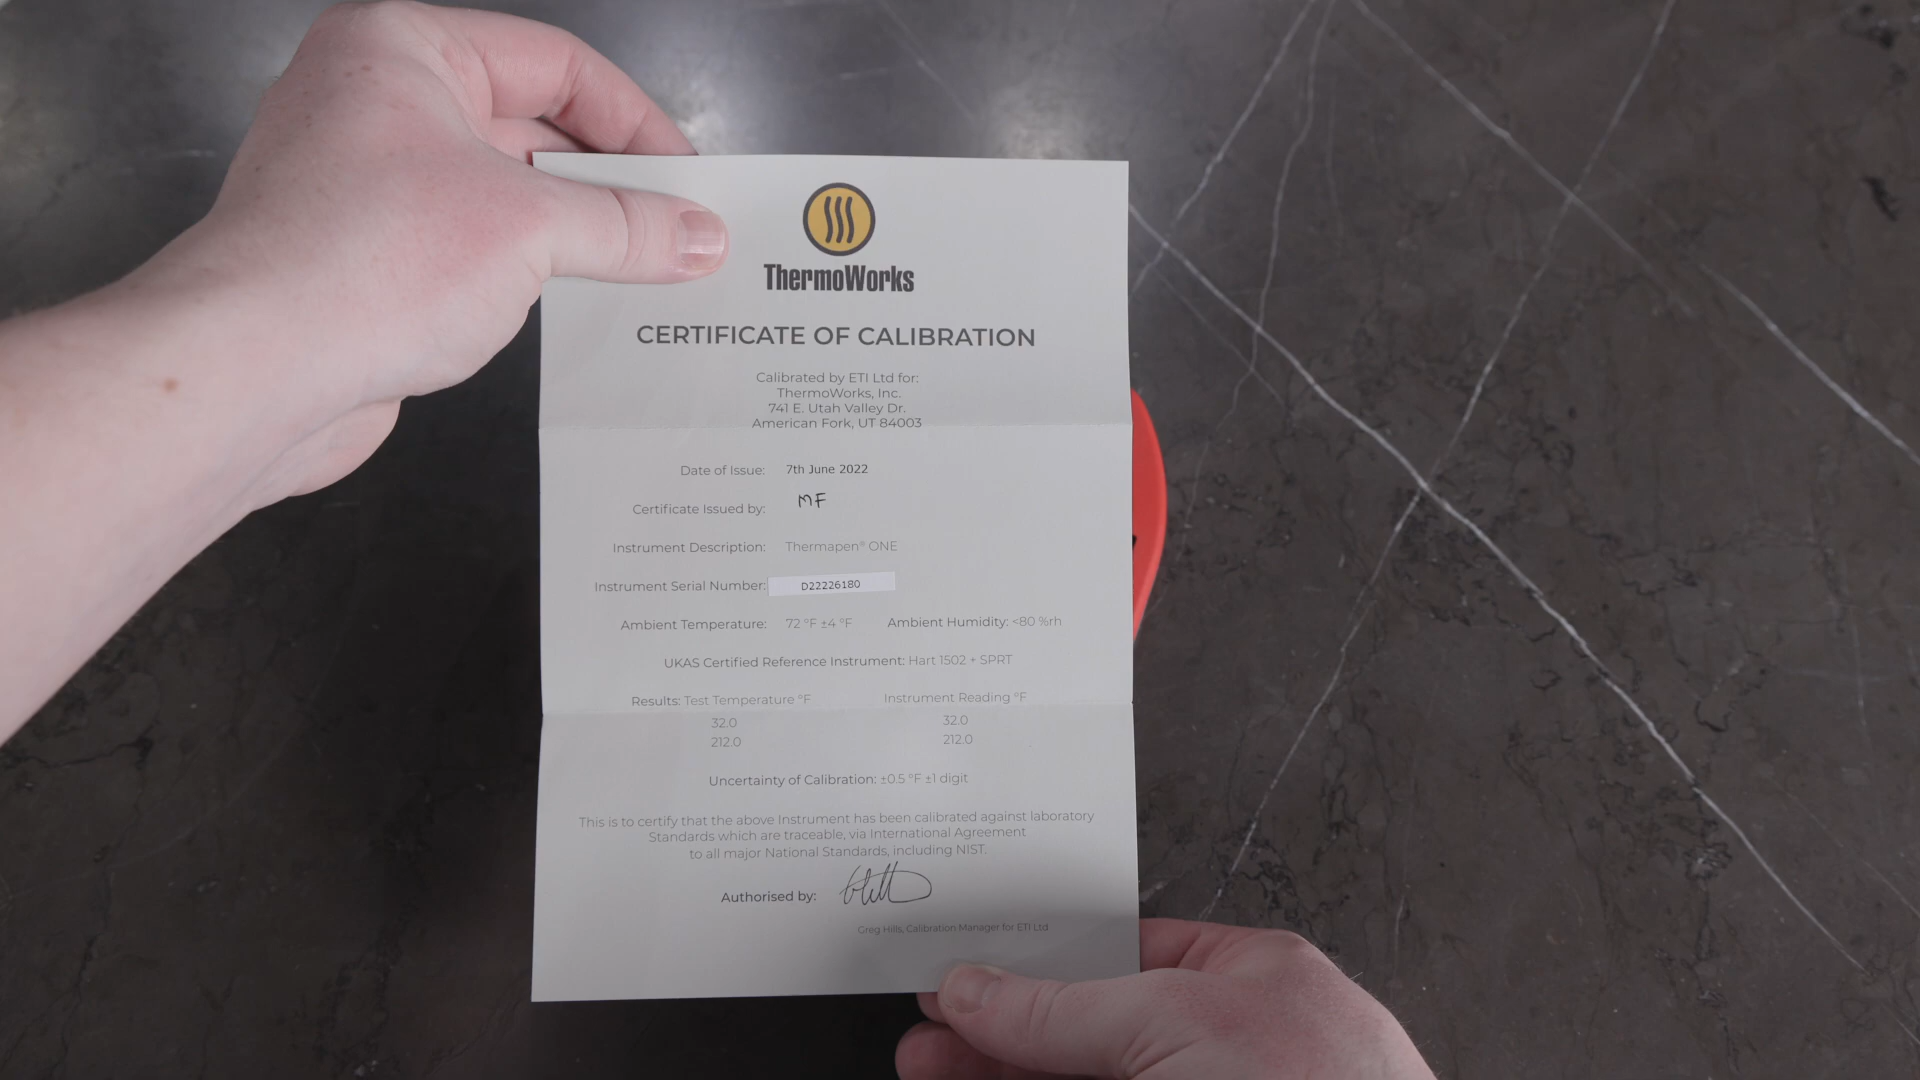 ThermoWorks
CERTIFICATE OF CALIBRATION
Calibrated by ETI Ltd for:
ThermoWorks, Inc.
741 E. Utah Valley Dr.
American Fork, UT 84003
Date of Issue: 7th June 2022
Certificate Issued by: MF
Instrument Description: Thermapen® ONE
Instrument Serial Number: D22226180
Ambient Temperature: 72 °F ±4 °F Ambient Humidity: <80 %rh
UKAS Certified Reference Instrument: Hart 1502 + SPRT
Results: Test Temperature °F Instrument Reading °F
32.0 32.0
212.0 212.0
Uncertainty of Calibration: ±0.5 °F ±1 digit
This is to certify that the above Instrument has been calibrated against laboratory
Standards which are traceable, via International Agreement
to all major National Standards, including NIST.
Authorised by:
Greg Hills, Calibration Manager for ETI Ltd